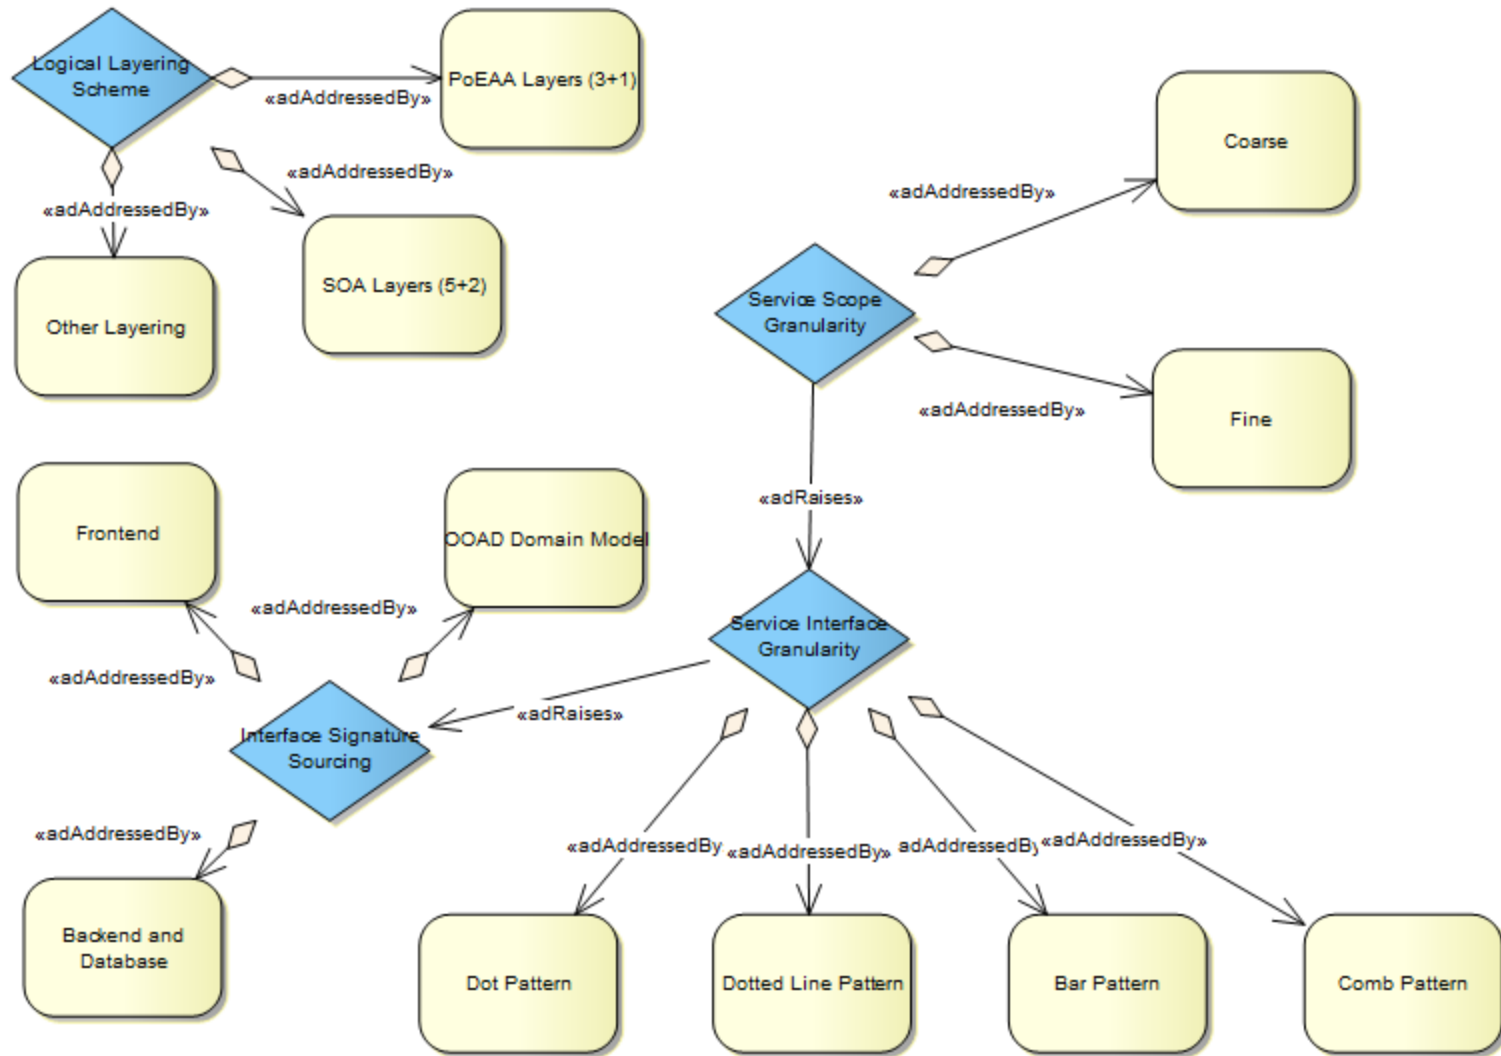 Logical Layering
Scheme
PoEAA Layers (3+1)
«adAddressedBy»
«adAddressedBy»
«adAddressedBy»
SOA Layers (5+2)
Other Layering
Coarse
«adAddressedBy»
Service Scope
Granularity
«adAddressedBy»
Fine
«adRaises»
Frontend
OOAD Domain Model
«adAddressedBy»
«adAddressedBy»
Service Interface
Granularity
«adRaises»
Interface Signature
Sourcing
«adAddressedBy»
Backend and
Database
«adAddressedBy
«adAddressedBy»
adAddressedBy
«adAddressedBy»
Dot Pattern
Dotted Line Pattern
Bar Pattern
Comb Pattern